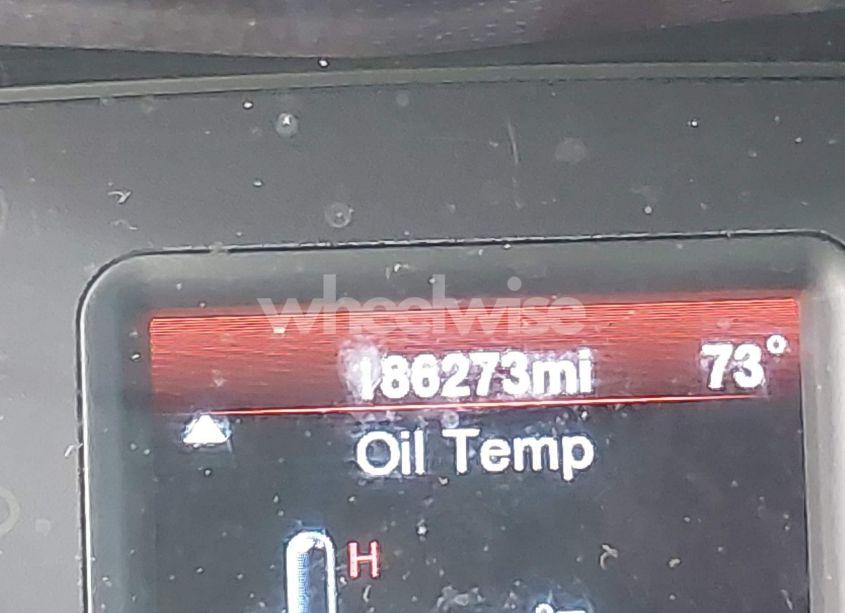 wheelwise
186273mi 73°
Oil Temp
H